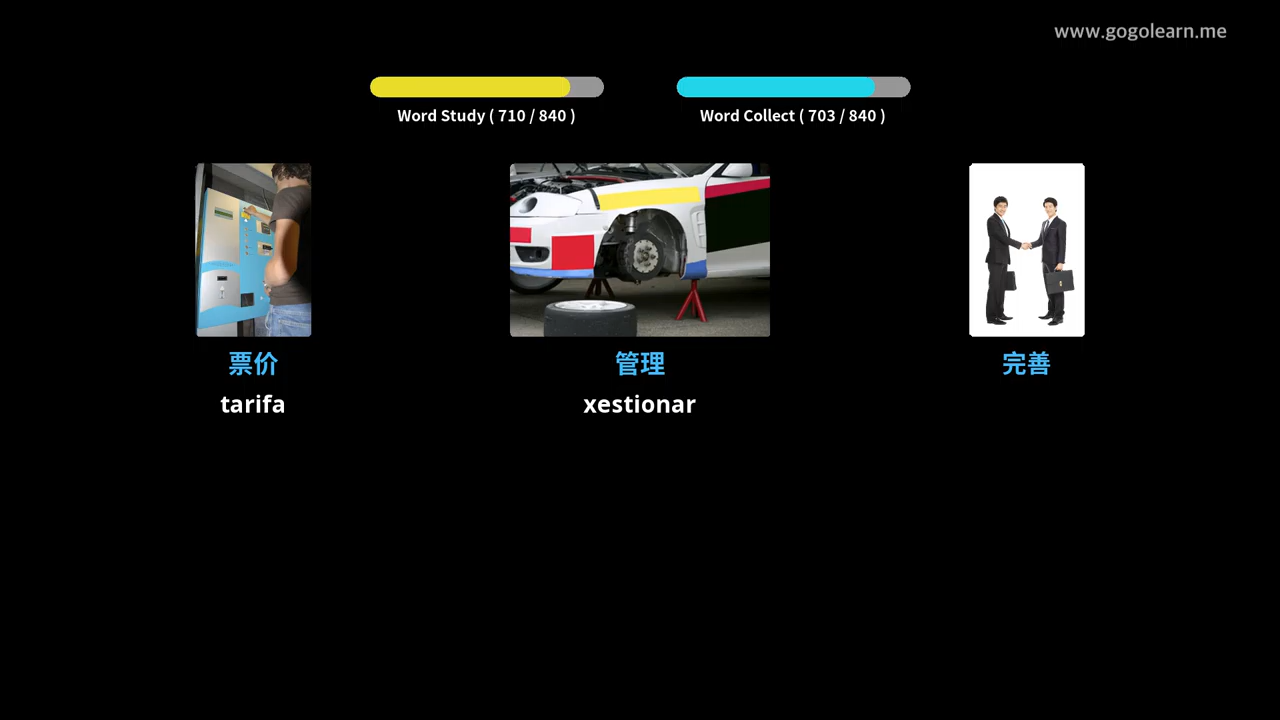 www.gogolearn.me
Word Study ( 710 / 840 )
Word Collect ( 703 / 840 )
票价
管理
完善
tarifa
xestionar